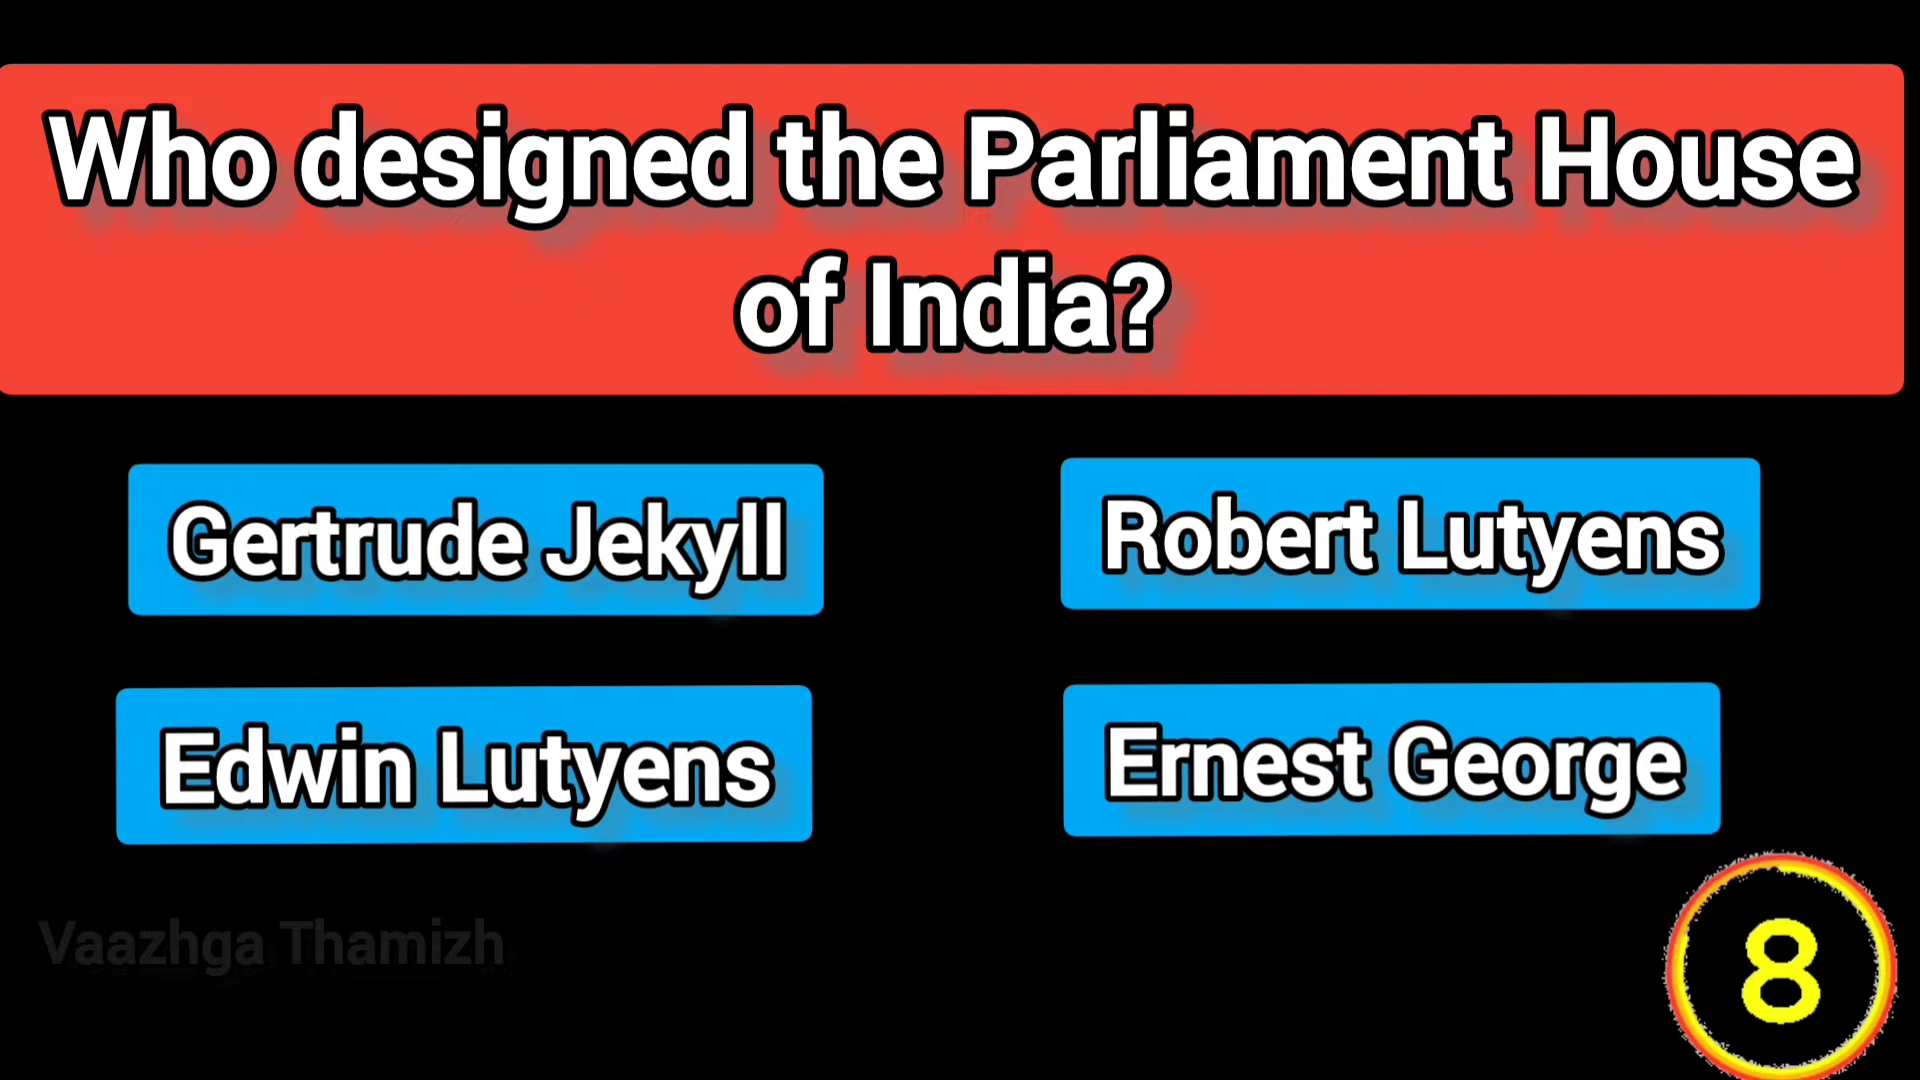 Who designed the Parliament House
of India?
Gertrude Jekyll
Robert Lutyens
Edwin Lutyens
Ernest George
Vaazhga Thamizh
8